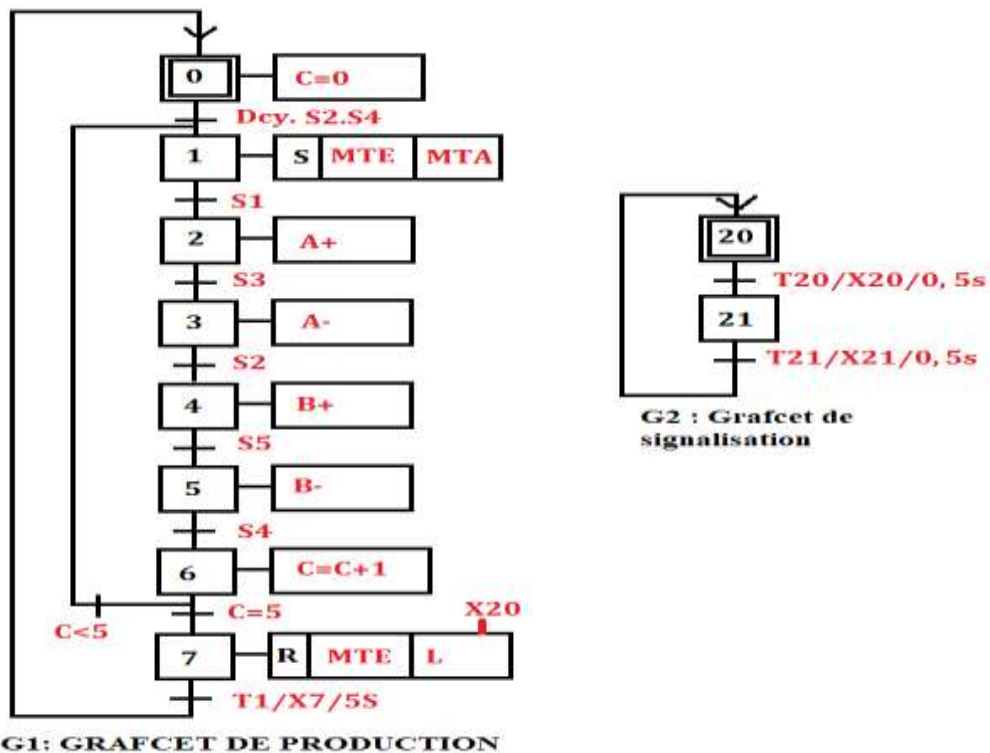 0
C=0
Dcy. S2.S4
1
S MTE MTA
S1
2
A+
S3
3
A-
S2
4
B+
S5
5
B-
S4
6
C=C+1
C<5
C=5
X20
7
R MTE L
T1/X7/5S
G1: GRAFCET DE PRODUCTION
20
T20/X20/0, 5s
21
T21/X21/0, 5s
G2 : Grafcet de
signalisation